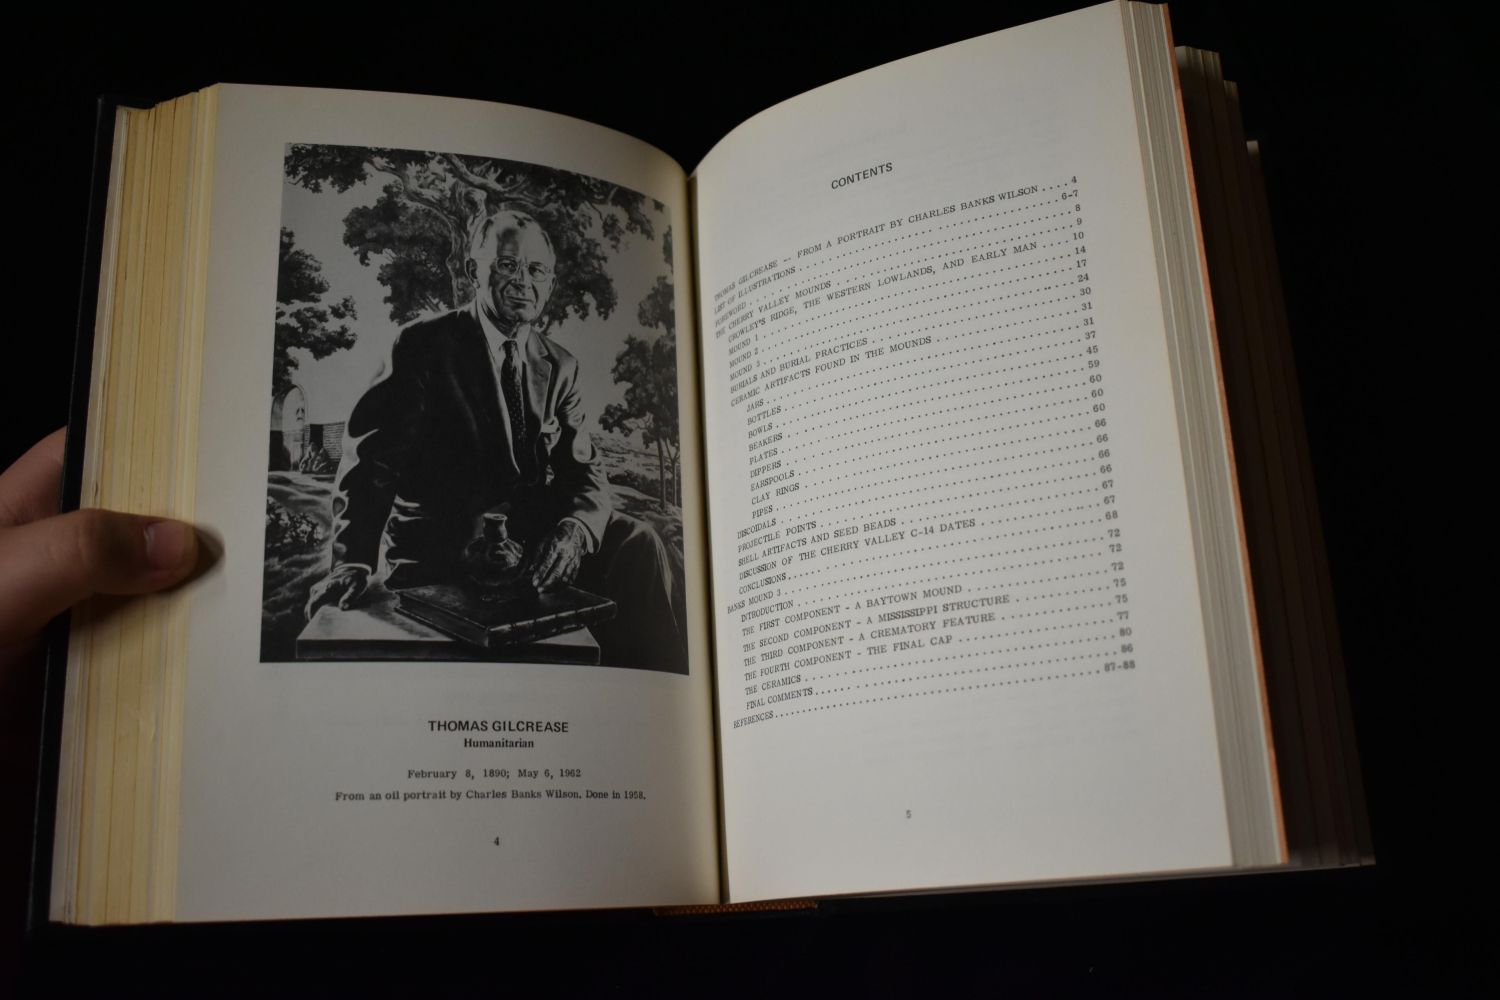 THOMAS GILCREASE
Humanitarian
February 8, 1890; May 6, 1962
From an oil portrait by Charles Banks Wilson. Done in 1958.
4
CONTENTS
THOMAS GILCREASE -- FROM A PORTRAIT BY CHARLES BANKS WILSON .... 4
LIST OF ILLUSTRATIONS .... 6-7
FOREWORD .... 8
THE CHERRY VALLEY MOUNDS .... 9
CROWLEY'S RIDGE, THE WESTERN LOWLANDS, AND EARLY MAN .... 10
MOUND 1 .... 14
MOUND 2 .... 17
MOUND 3 .... 24
BURIALS AND BURIAL PRACTICES .... 30
CERAMIC ARTIFACTS FOUND IN THE MOUNDS .... 31
JARS .... 31
BOTTLES .... 37
BOWLS .... 45
BEAKERS .... 59
PLATES .... 60
DIPPERS .... 60
EARSPOOLS .... 60
CLAY RINGS .... 66
PIPES .... 66
DISCOIDALS .... 66
PROJECTILE POINTS .... 66
SHELL ARTIFACTS AND SEED BEADS .... 67
DISCUSSION OF THE CHERRY VALLEY C-14 DATES .... 67
CONCLUSIONS .... 68
BANKS MOUND 3 .... 72
INTRODUCTION .... 72
THE FIRST COMPONENT - A BAYTOWN MOUND .... 72
THE SECOND COMPONENT - A MISSISSIPPI STRUCTURE .... 75
THE THIRD COMPONENT - A CREMATORY FEATURE .... 75
THE FOURTH COMPONENT - THE FINAL CAP .... 77
THE CERAMICS .... 80
FINAL COMMENTS .... 86
REFERENCES .... 87-88
5